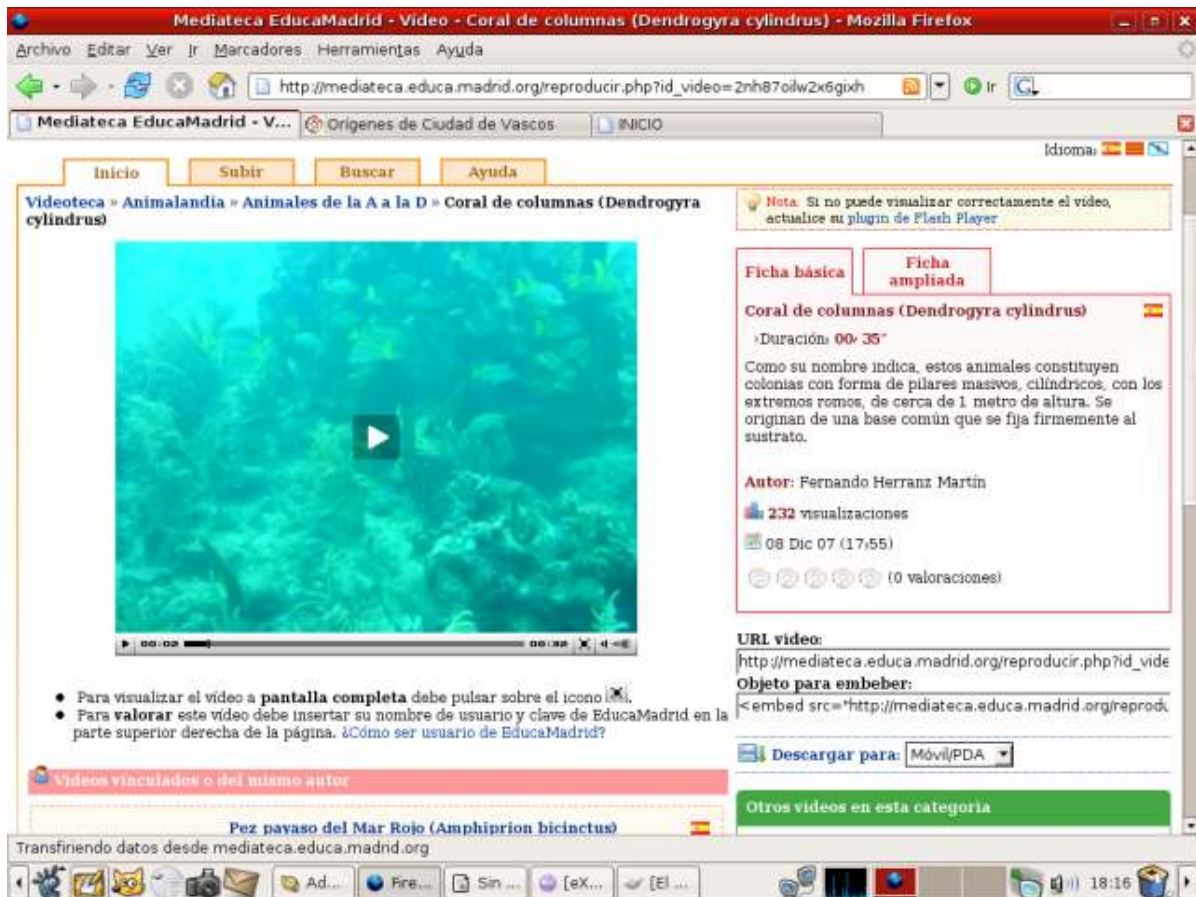 Mediateca EducaMadrid - Vídeo - Coral de columnas (Dendrogyra cylindrus) - Mozilla Firefox
Archivo Editar Ver Ir Marcadores Herramientas Ayuda
http://mediateca.educa.madrid.org/reproducir.php?id_video=2nh87oilw2x6gixh Ir
Mediateca EducaMadrid - V... Orígenes de Ciudad de Vascos INICIO
Idioma:
Inicio Subir Buscar Ayuda
Videoteca » Animalandia » Animales de la A a la D » Coral de columnas (Dendrogyra
cylindrus)
Nota: Si no puede visualizar correctamente el vídeo,
actualice su plugin de Flash Player
Ficha básica
Ficha
ampliada
Coral de columnas (Dendrogyra cylindrus)
Duración: 00' 35"
Como su nombre indica, estos animales constituyen
colonias con forma de pilares masivos, cilíndricos, con los
extremos romos, de cerca de 1 metro de altura. Se
originan de una base común que se fija firmemente al
sustrato.
Autor: Fernando Herranz Martín
232 visualizaciones
08 Dic 07 (17:55)
(0 valoraciones)
00:02
URL video:
http://mediateca.educa.madrid.org/reproducir.php?id_vide
Objeto para embeber:
<embed src="http://mediateca.educa.madrid.org/reprodu
Descargar para: Móvil/PDA
Otros videos en esta categoría
Para visualizar el vídeo a pantalla completa debe pulsar sobre el icono .
Para valorar este vídeo debe insertar su nombre de usuario y clave de EducaMadrid en la
parte superior derecha de la página. ¿Cómo ser usuario de EducaMadrid?
Videos vinculados o del mismo autor
Pez payaso del Mar Rojo (Amphiprion bicinctus)
Transfiriendo datos desde mediateca.educa.madrid.org
Ad... Fire... Sin ... [eX... [El ... 18:16